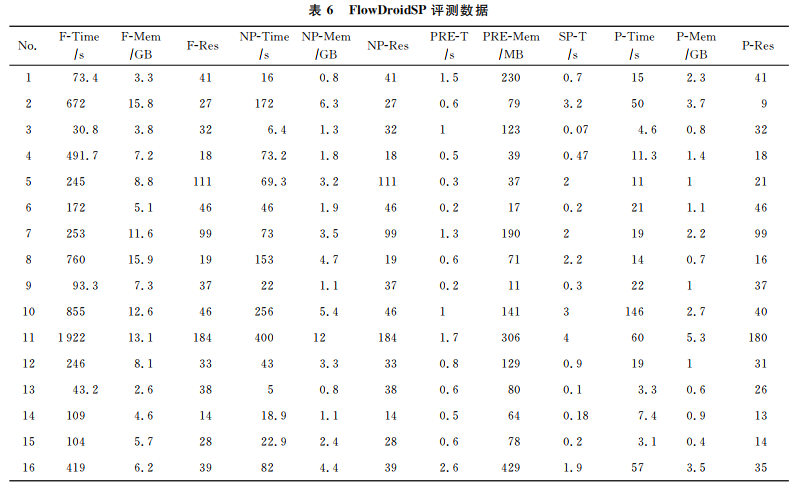 表 6 FlowDroidSP 评测数据
No. F-Time/s F-Mem/GB F-Res NP-Time/s NP-Mem/GB NP-Res PRE-T/s PRE-Mem/MB SP-T/s P-Time/s P-Mem/GB P-Res
1 73.4 3.3 41 16 0.8 41 1.5 230 0.7 15 2.3 41
2 672 15.8 27 172 6.3 27 0.6 79 3.2 50 3.7 9
3 30.8 3.8 32 6.4 1.3 32 1 123 0.07 4.6 0.8 32
4 491.7 7.2 18 73.2 1.8 18 0.5 39 0.47 11.3 1.4 18
5 245 8.8 111 69.3 3.2 111 0.3 37 2 11 1 21
6 172 5.1 46 46 1.9 46 0.2 17 0.2 21 1.1 46
7 253 11.6 99 73 3.5 99 1.3 190 2 19 2.2 99
8 760 15.9 19 153 4.7 19 0.6 71 2.2 14 0.7 16
9 93.3 7.3 37 22 1.1 37 0.2 11 0.3 22 1 37
10 855 12.6 46 256 5.4 46 1 141 3 146 2.7 40
11 1 922 13.1 184 400 12 184 1.7 306 4 60 5.3 180
12 246 8.1 33 43 3.3 33 0.8 129 0.9 19 1 31
13 43.2 2.6 38 5 0.8 38 0.6 80 0.1 3.3 0.6 26
14 109 4.6 14 18.9 1.1 14 0.5 64 0.18 7.4 0.9 13
15 104 5.7 28 22.9 2.4 28 0.6 78 0.2 3.1 0.4 14
16 419 6.2 39 82 4.4 39 2.6 429 1.9 57 3.5 35